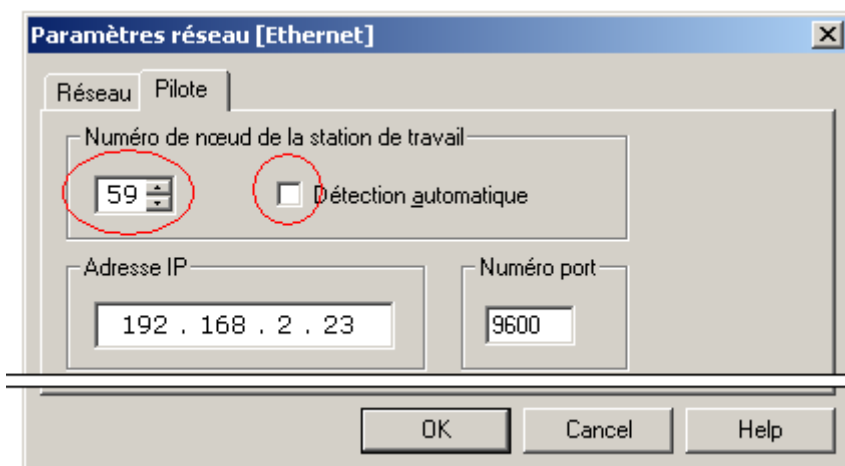 Paramètres réseau [Ethernet]
Réseau Pilote
Numéro de nœud de la station de travail
59 Détection automatique
Adresse IP Numéro port
192 . 168 . 2 . 23 9600
OK Cancel Help